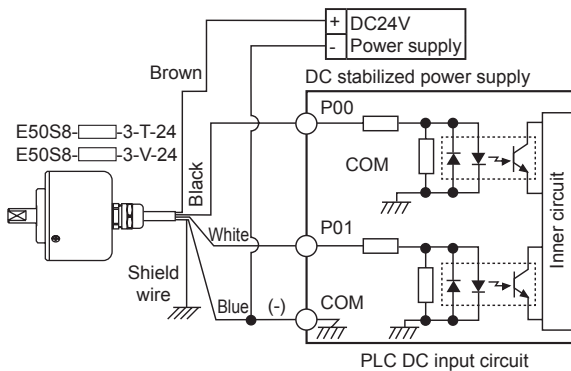 + DC24V
- Power supply
Brown
DC stabilized power supply
E50S8-▭-3-T-24
E50S8-▭-3-V-24
P00
COM
Black
Inner circuit
White
P01
Shield
wire
Blue
(-)
COM
PLC DC input circuit